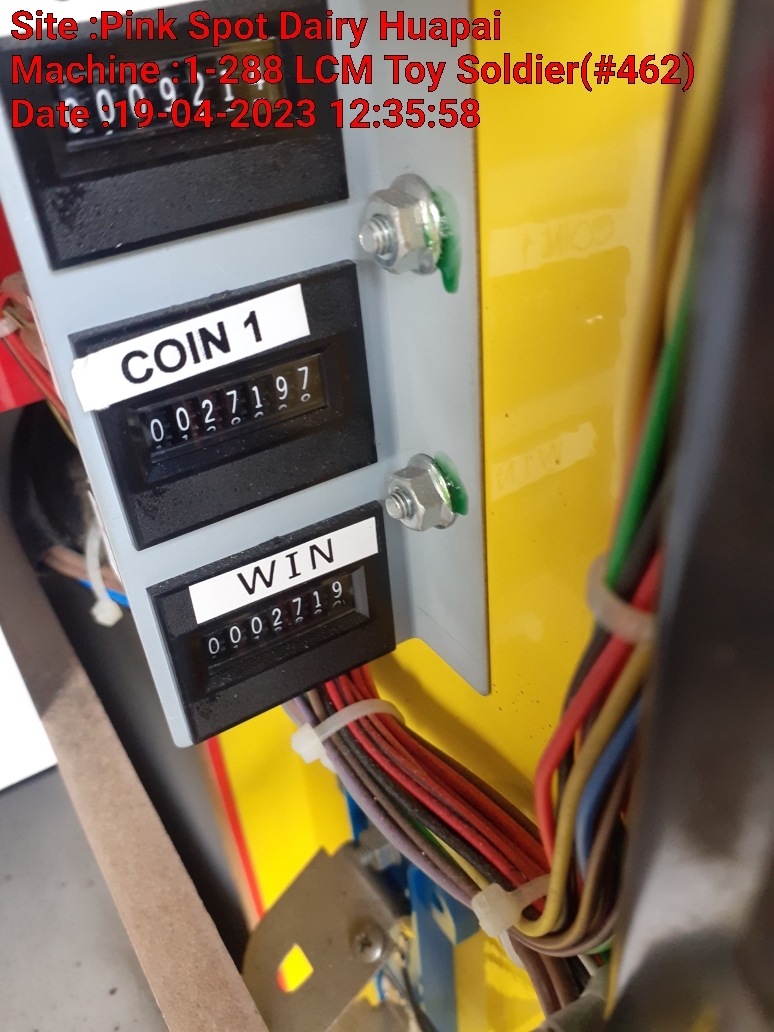 Site :Pink Spot Dairy Huapai
Machine :1-288 LCM Toy Soldier(#462)
Date :19-04-2023 12:35:58
COIN 1
0027197
WIN
0002719